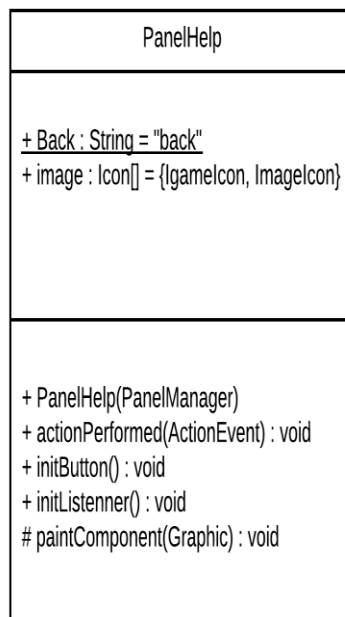 PanelHelp
+ Back : String = "back"
+ image : Icon[] = {IgameIcon, ImageIcon}
+ PanelHelp(PanelManager)
+ actionPerformed(ActionEvent) : void
+ initButton() : void
+ initListenner() : void
# paintComponent(Graphic) : void